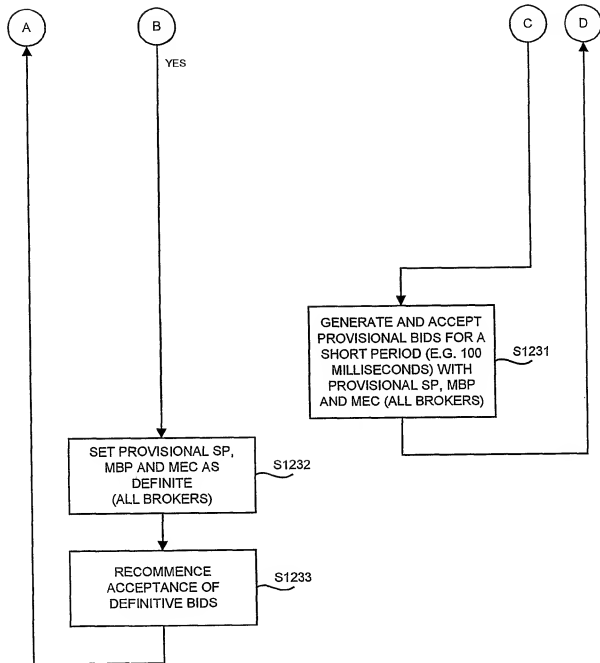 A
B
C
D
YES
GENERATE AND ACCEPT
PROVISIONAL BIDS FOR A
SHORT PERIOD (E.G. 100
MILLISECONDS) WITH
PROVISIONAL SP, MBP
AND MEC (ALL BROKERS)
S1231
SET PROVISIONAL SP,
MBP AND MEC AS
DEFINITE
(ALL BROKERS)
S1232
RECOMMENCE
ACCEPTANCE OF
DEFINITIVE BIDS
S1233